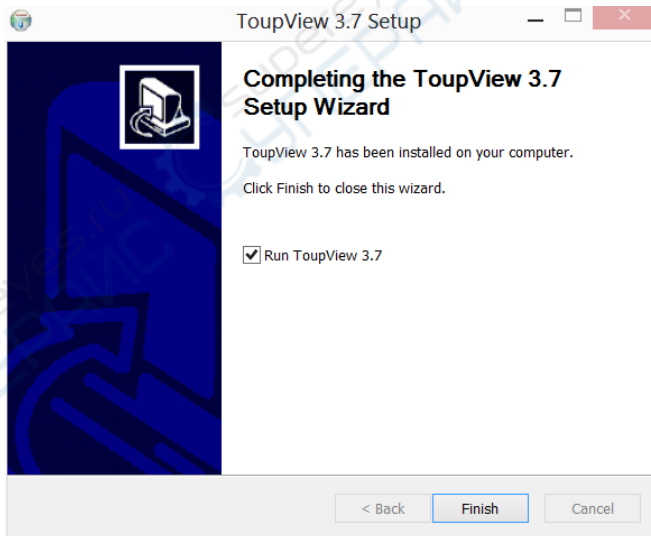 ToupView 3.7 Setup
Completing the ToupView 3.7
Setup Wizard
ToupView 3.7 has been installed on your computer.
Click Finish to close this wizard.
Run ToupView 3.7
< Back
Finish
Cancel